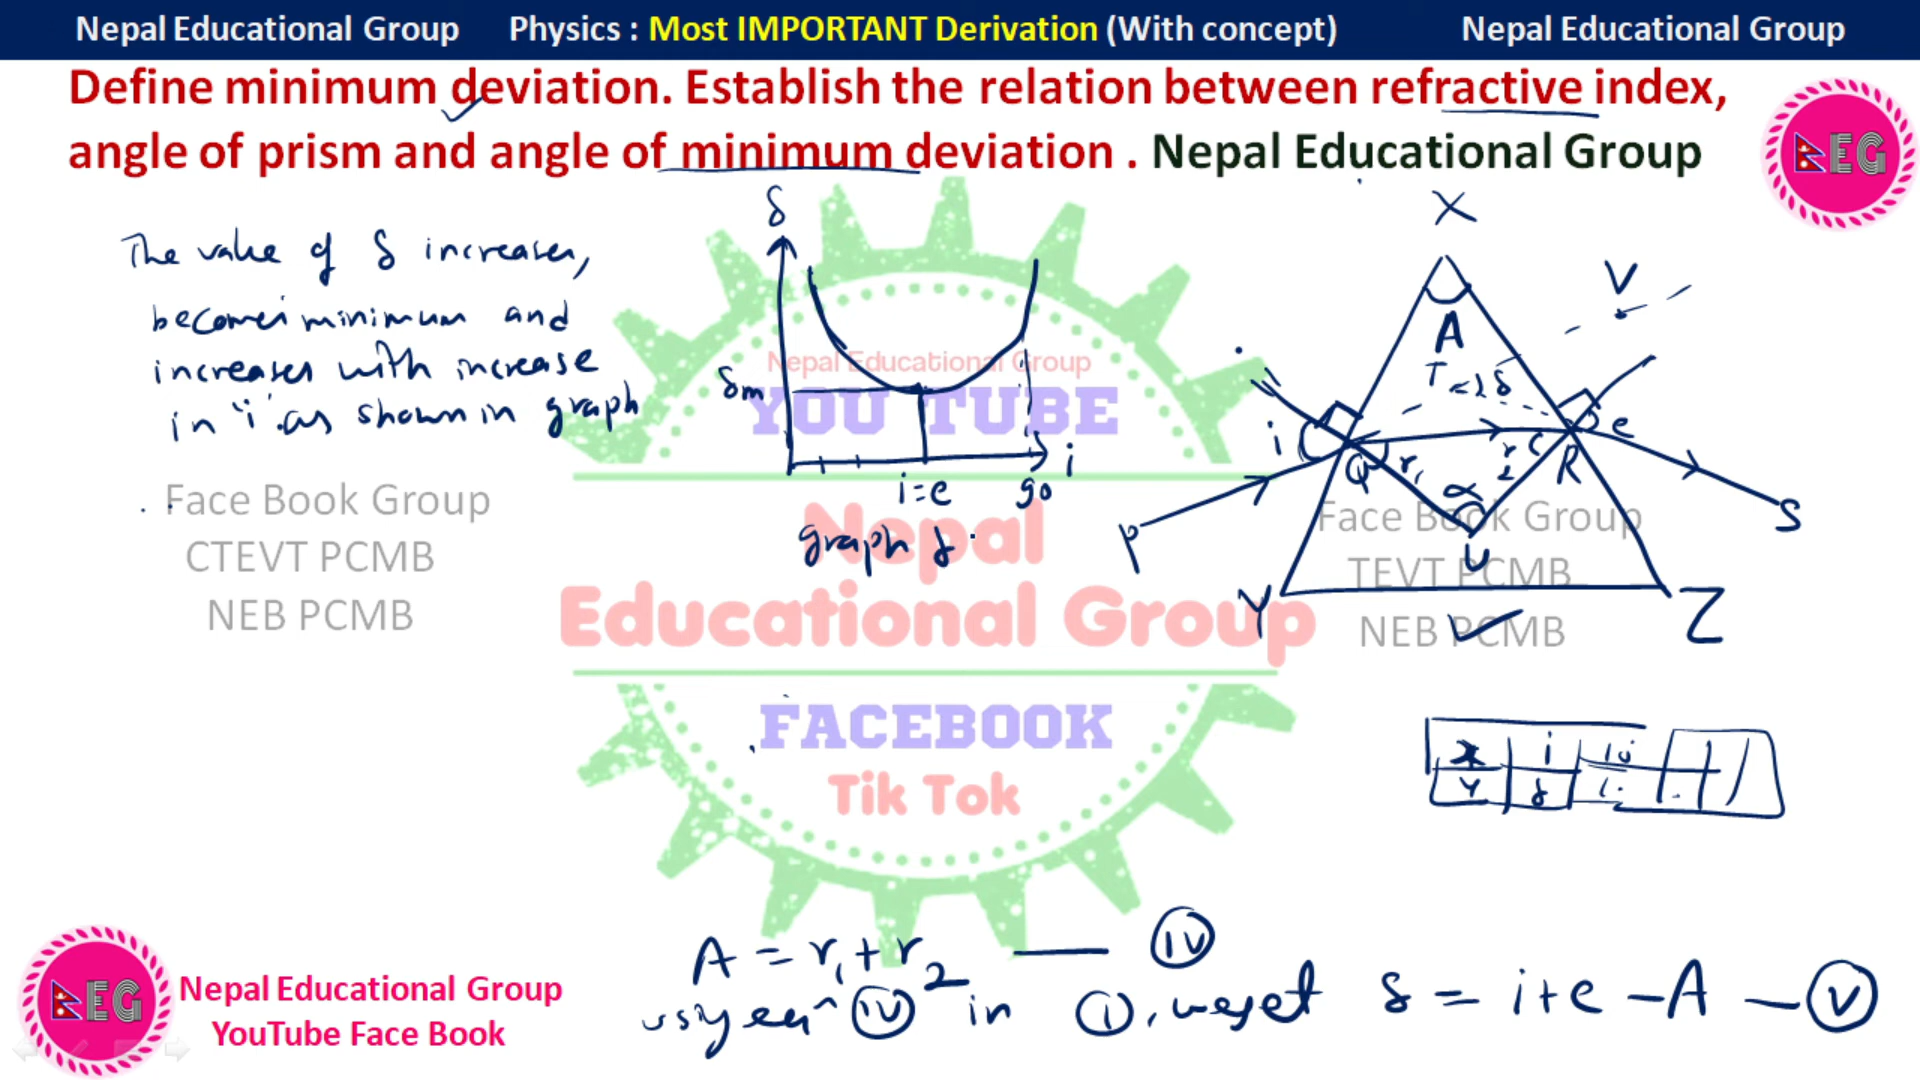 Nepal Educational Group Physics : Most IMPORTANT Derivation (With concept) Nepal Educational Group
Define minimum deviation. Establish the relation between refractive index,
angle of prism and angle of minimum deviation . Nepal Educational Group
EG
The value of δ increases,
becomes minimum and
increases with increase
in "i" as shown in graph
Face Book Group
CTEVT PCMB
NEB PCMB
δ
δm
i
i=e
90
graph δ
Nepal Educational Group
YOU TUBE
Nepal
Educational Group
FACEBOOK
Tik Tok
X
V
A
T
δ
i
e
Q
r1
r2
R
α
P
U
S
Y
Z
Face Book Group
TEVT PCMB
NEB PCMB
x i 10
y δ
A = r1 + r2 — (iv)
using eqn (iv) in (i), we get δ = i+e −A — (v)
EG
Nepal Educational Group
YouTube Face Book